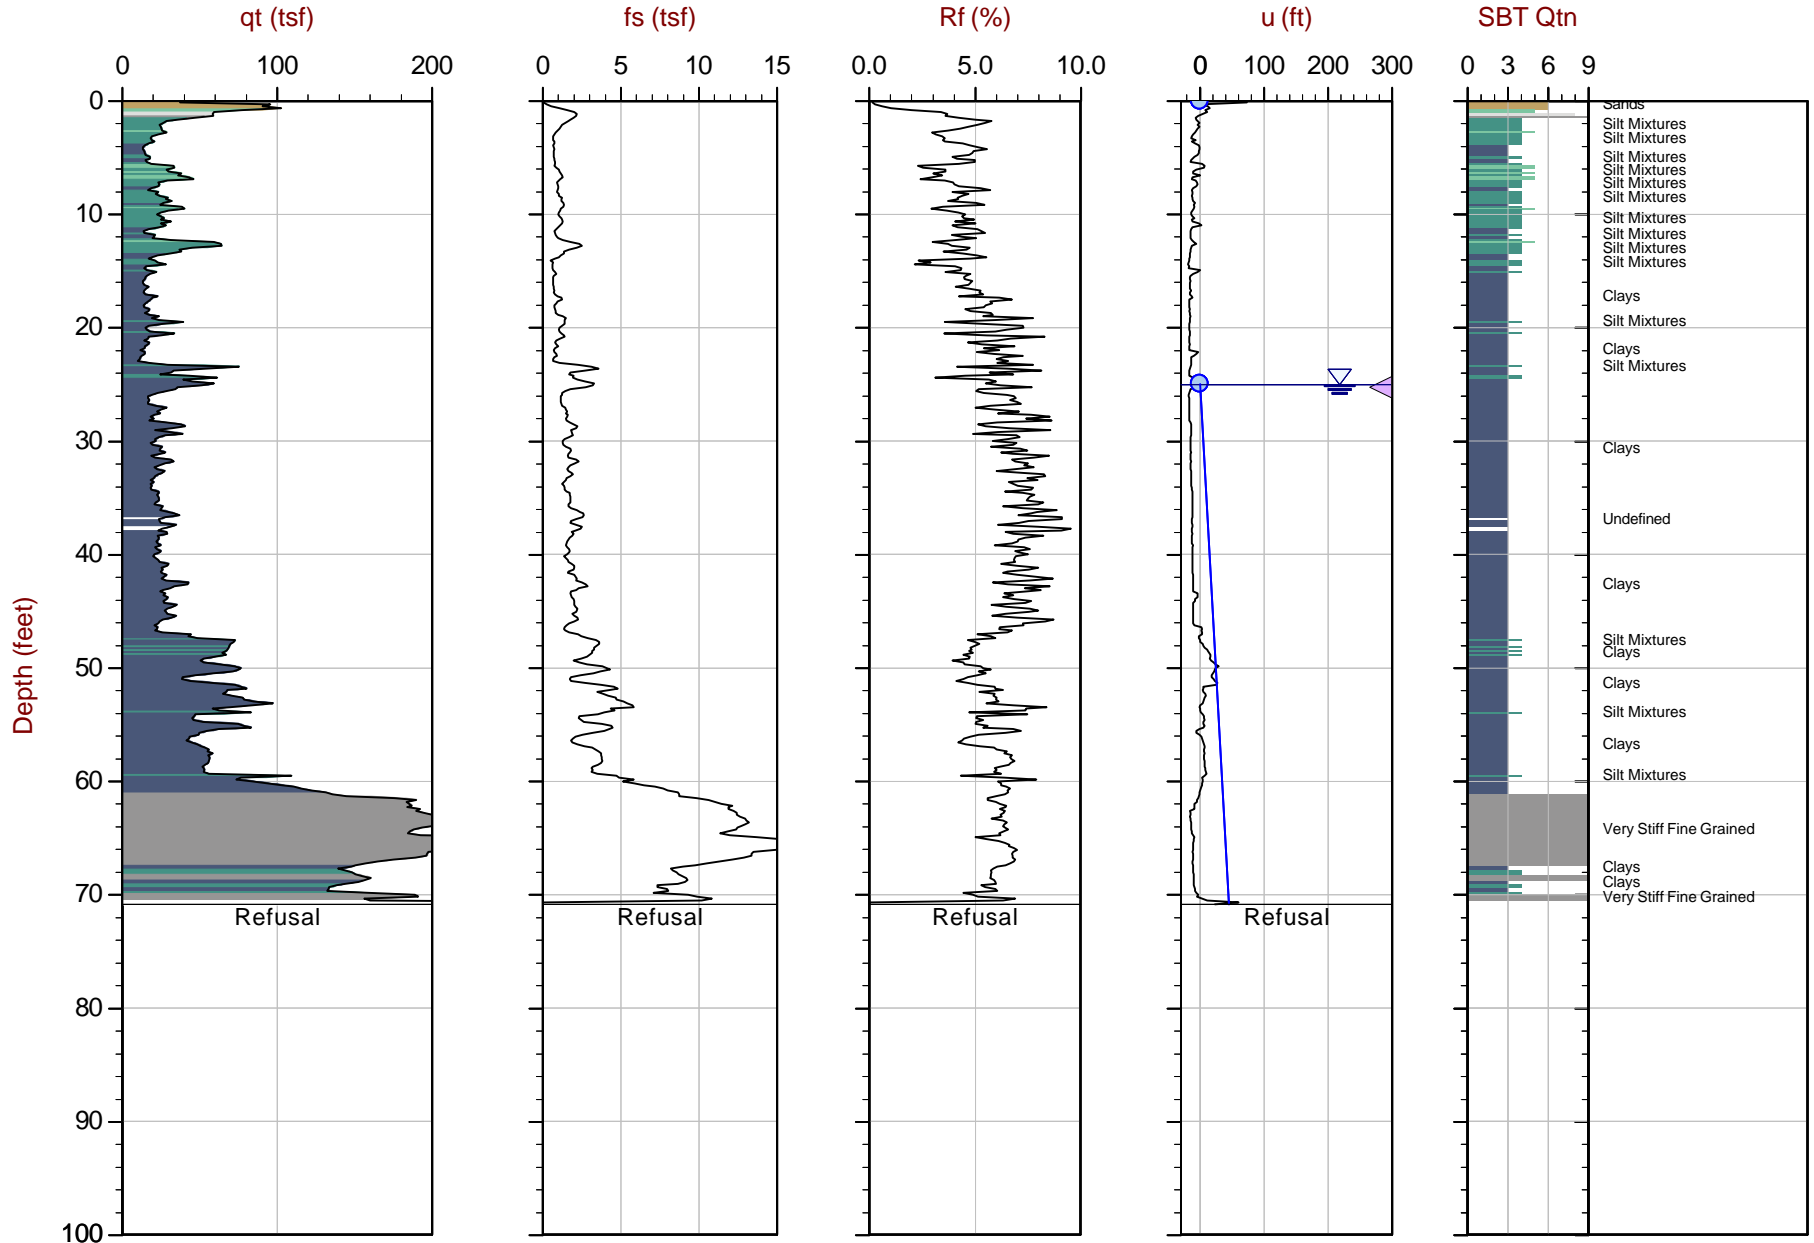 qt (tsf) fs (tsf) Rf (%) u (ft) SBT Qtn
0 100 200 0 5 10 15 0.0 5.0 10.0 0 100 200 300 0 3 6 9
Depth (feet)
0
10
20
30
40
50
60
70
80
90
100
Sands
Silt Mixtures
Silt Mixtures
Silt Mixtures
Silt Mixtures
Silt Mixtures
Silt Mixtures
Silt Mixtures
Silt Mixtures
Silt Mixtures
Silt Mixtures
Clays
Silt Mixtures
Clays
Silt Mixtures
Clays
Undefined
Clays
Silt Mixtures
Clays
Clays
Silt Mixtures
Clays
Silt Mixtures
Very Stiff Fine Grained
Clays
Clays
Very Stiff Fine Grained
Refusal Refusal Refusal Refusal